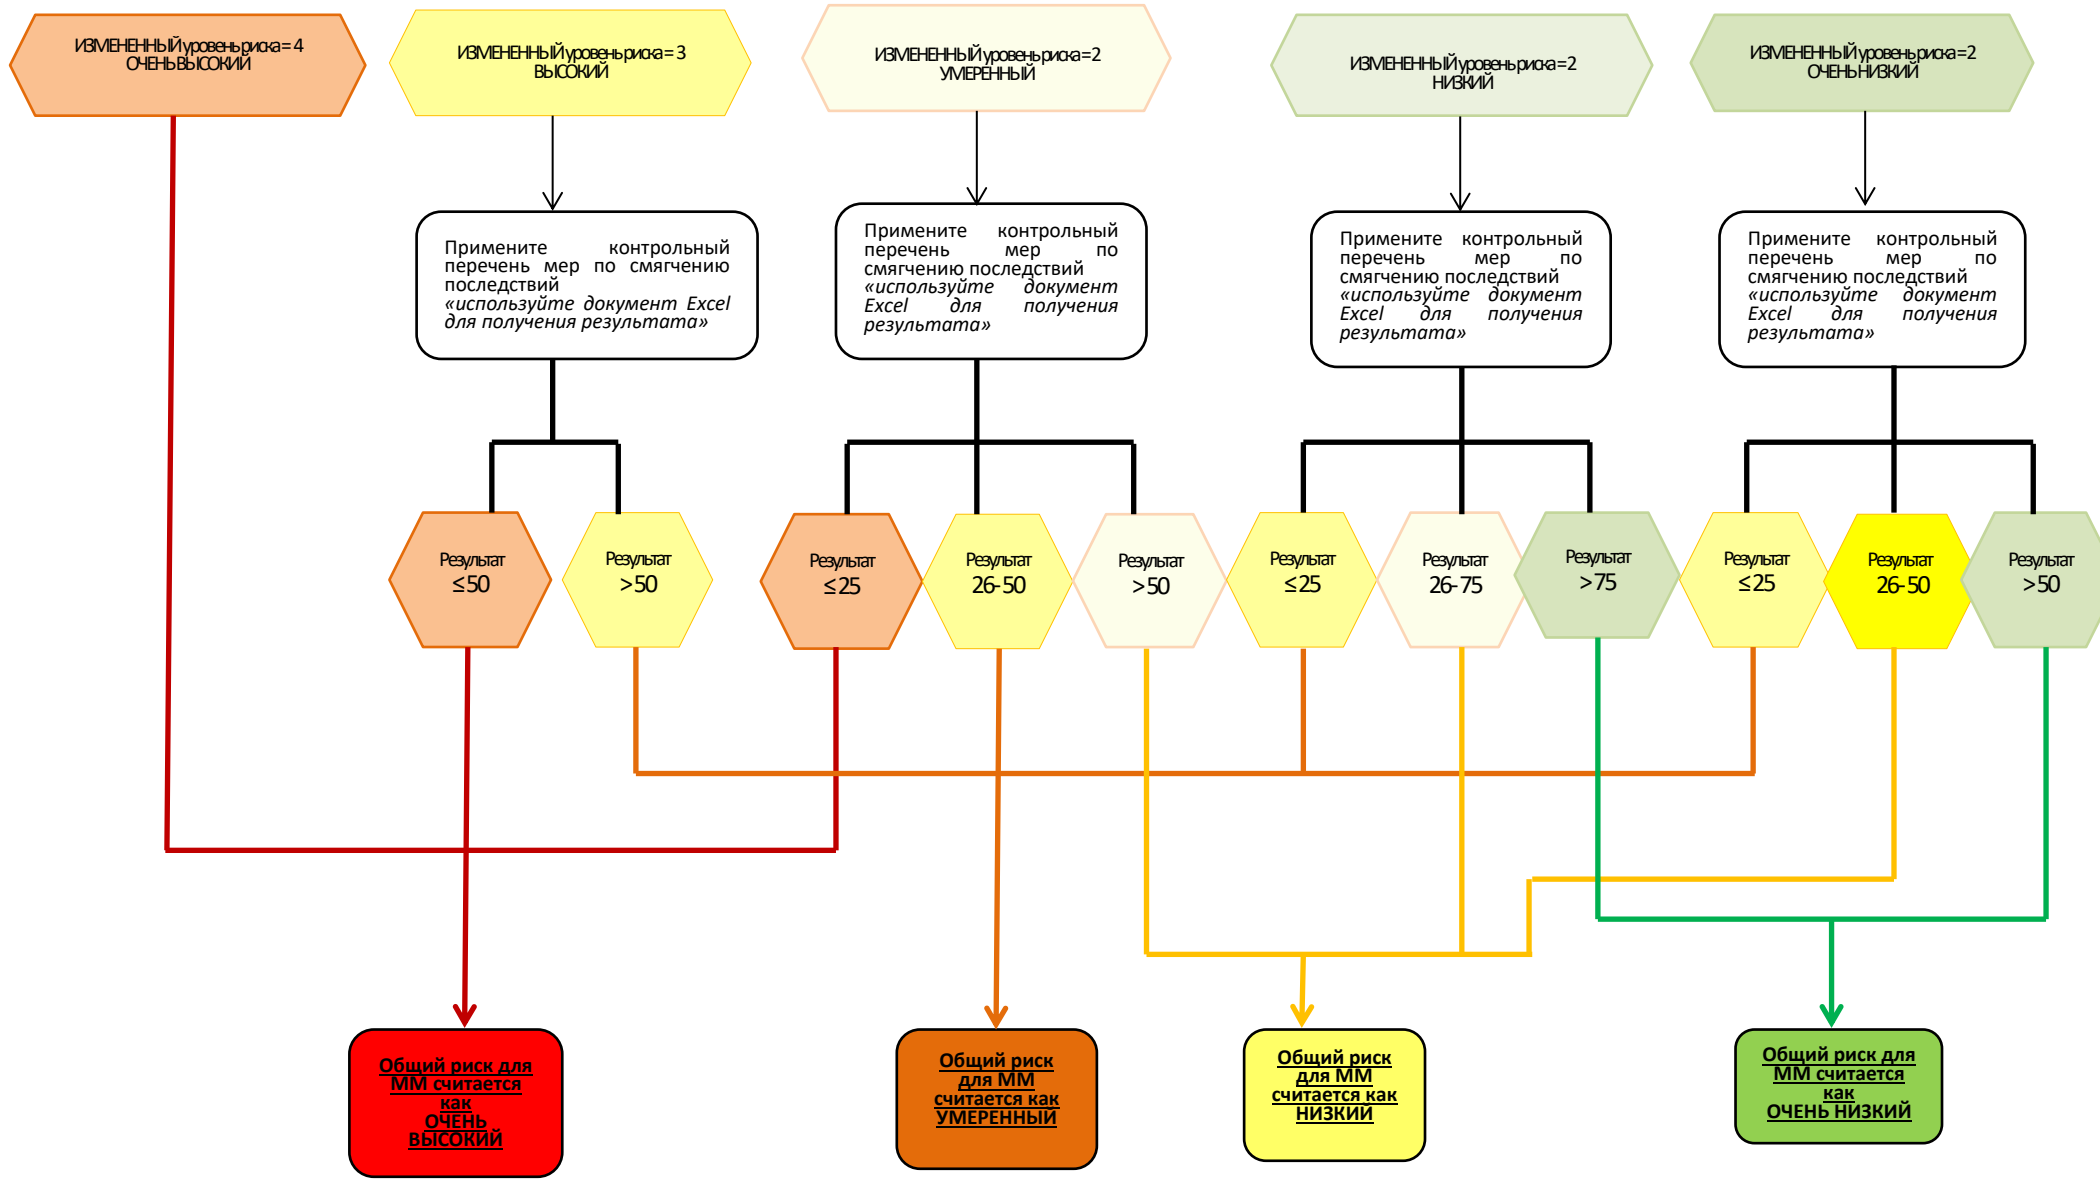 ИЗМЕНЕННЫЙ уровень риска = 4
ОЧЕНЬ ВЫСОКИЙ
ИЗМЕНЕННЫЙ уровень риска = 3
ВЫСОКИЙ
ИЗМЕНЕННЫЙ уровень риска = 2
УМЕРЕННЫЙ
ИЗМЕНЕННЫЙ уровень риска = 2
НИЗКИЙ
ИЗМЕНЕННЫЙ уровень риска = 2
ОЧЕНЬ НИЗКИЙ
Примените контрольный
перечень мер по смягчению
последствий
«используйте документ Excel
для получения результата»
Примените контрольный
перечень мер по
смягчению последствий
«используйте документ
Excel для получения
результата»
Примените контрольный
перечень мер по
смягчению последствий
«используйте документ
Excel для получения
результата»
Примените контрольный
перечень мер по
смягчению последствий
«используйте документ
Excel для получения
результата»
Результат
≤ 50
Результат
> 50
Результат
≤ 25
Результат
26-50
Результат
> 50
Результат
≤ 25
Результат
26-75
Результат
> 75
Результат
≤ 25
Результат
26-50
Результат
> 50
Общий риск для
ММ считается
как
ОЧЕНЬ
ВЫСОКИЙ
Общий риск
для ММ
считается как
УМЕРЕННЫЙ
Общий риск
для ММ
считается как
НИЗКИЙ
Общий риск для
ММ считается
как
ОЧЕНЬ НИЗКИЙ